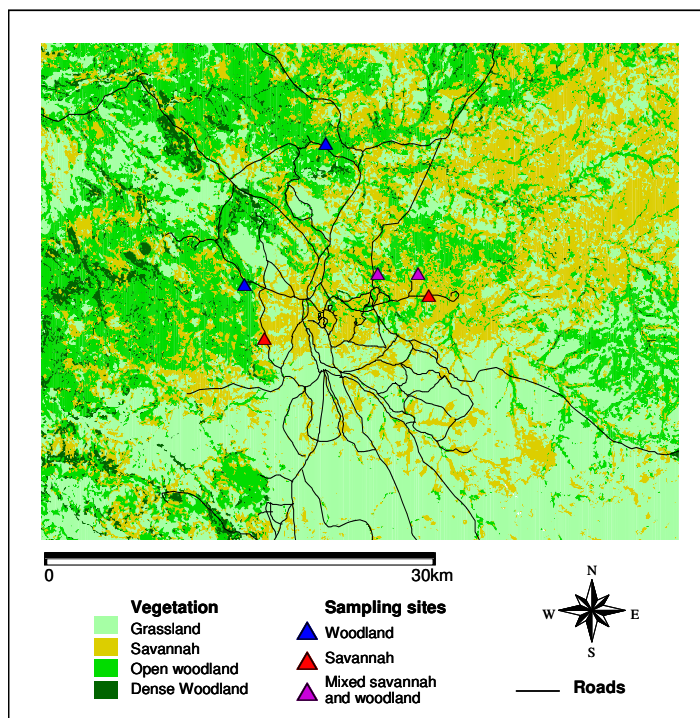 0 30km
Vegetation
Grassland
Savannah
Open woodland
Dense Woodland
Sampling sites
Woodland
Savannah
Mixed savannah
and woodland
N
W E
S
Roads